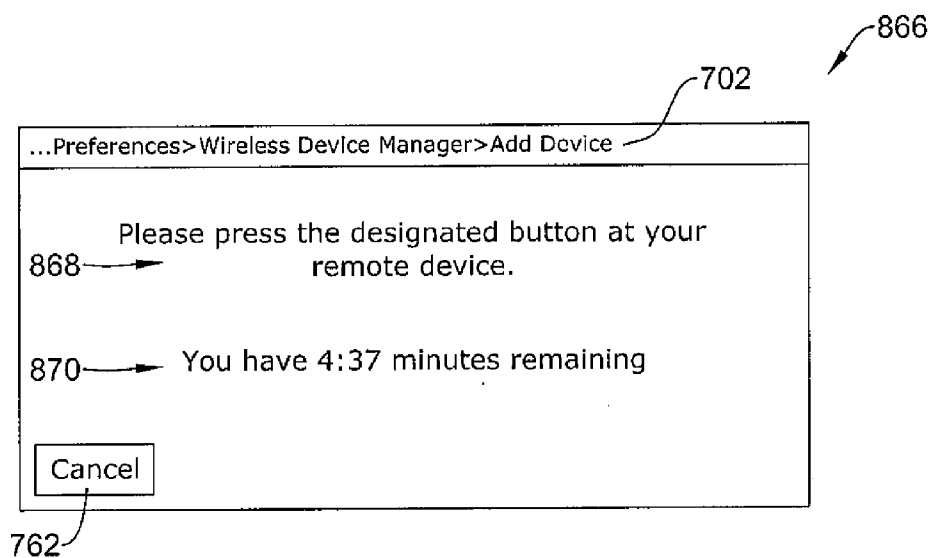 866
702
...Preferences>Wireless Device Manager>Add Device
Please press the designated button at your
868 remote device.
870 You have 4:37 minutes remaining
Cancel
762